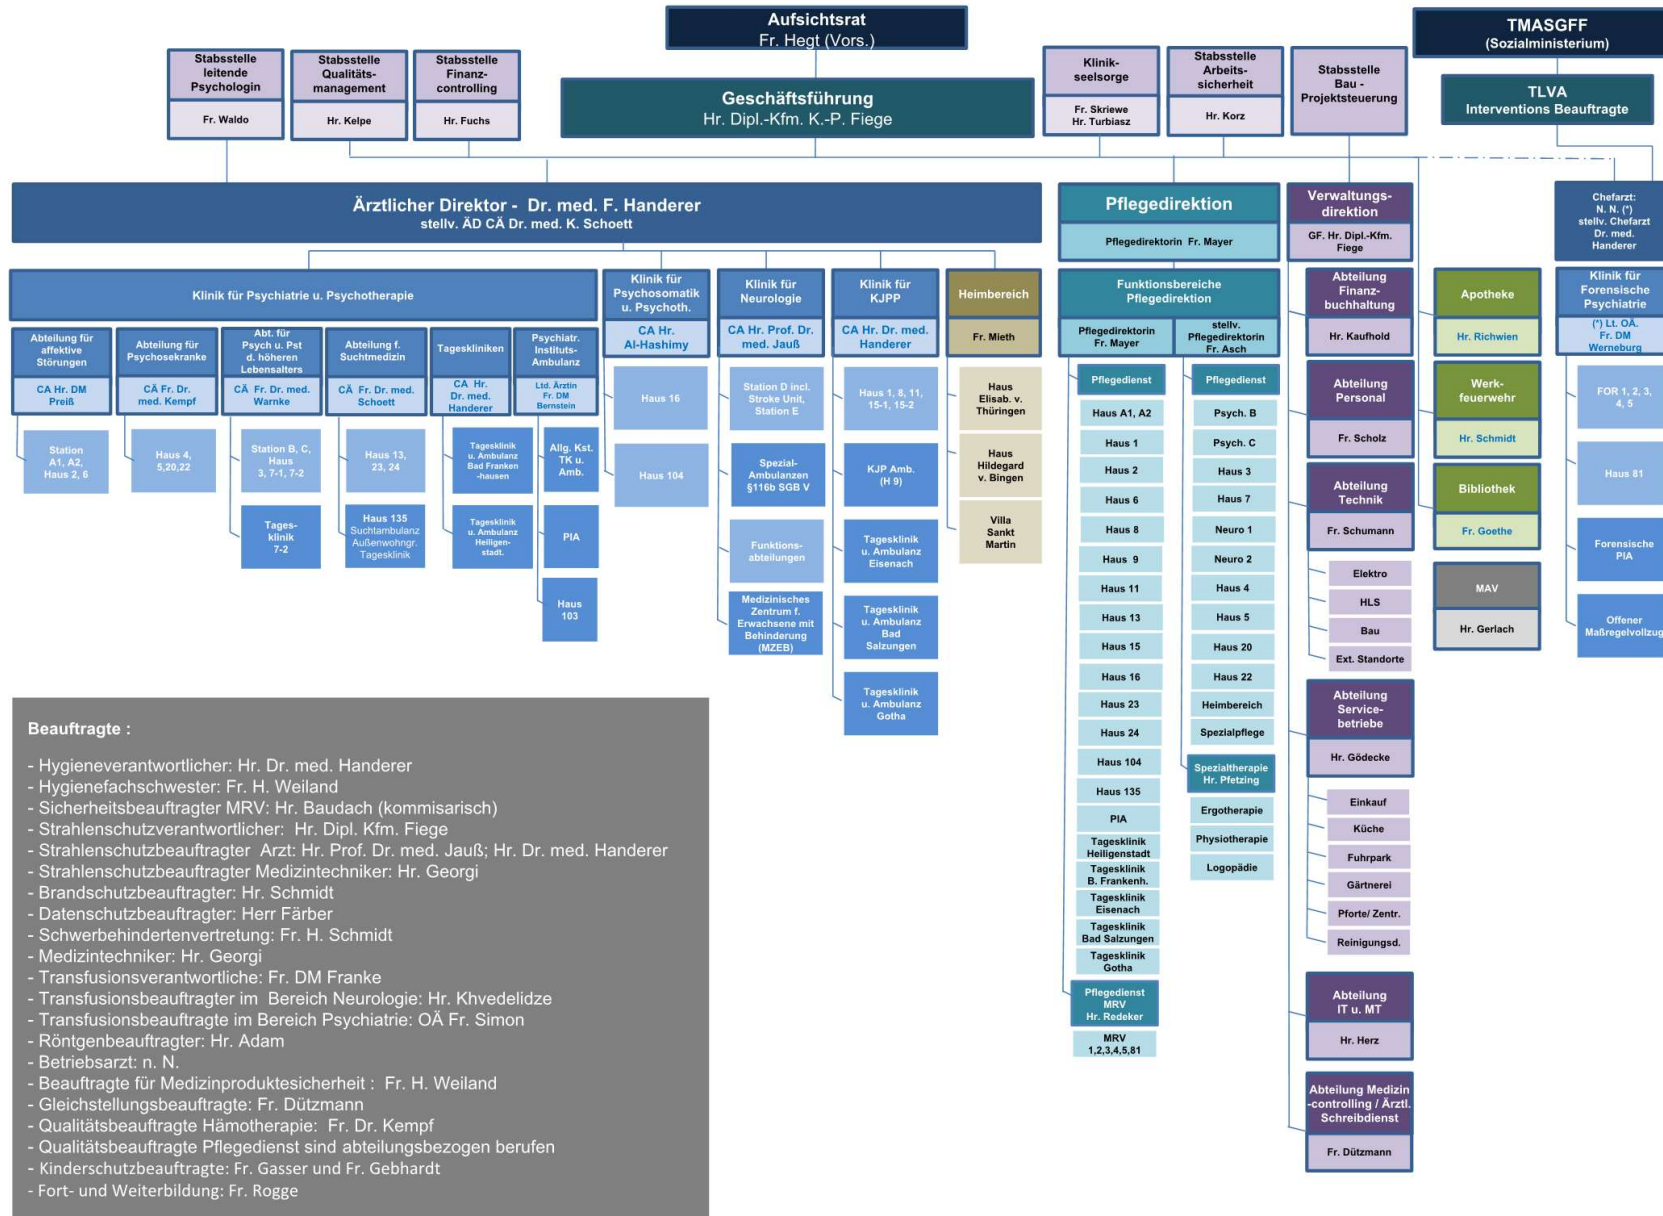 Aufsichtsrat
Fr. Hegt (Vors.)
TMASGFF
(Sozialministerium)
Stabsstelle
leitende
Psychologin
Fr. Waldo
Stabsstelle
Qualitäts-
management
Hr. Kelpe
Stabsstelle
Finanz-
controlling
Hr. Fuchs
Geschäftsführung
Hr. Dipl.-Kfm. K.-P. Fiege
Klinik-
seelsorge
Fr. Skriewe
Hr. Turbiasz
Stabsstelle
Arbeits-
sicherheit
Hr. Korz
Stabsstelle
Bau -
Projektsteuerung
TLVA
Interventions Beauftragte
Ärztlicher Direktor - Dr. med. F. Handerer
stellv. ÄD CÄ Dr. med. K. Schoett
Pflegedirektion
Pflegedirektorin Fr. Mayer
Verwaltungs-
direktion
GF. Hr. Dipl.-Kfm.
Fiege
Chefarzt:
N. N. (*)
stellv. Chefarzt
Dr. med.
Handerer
Klinik für Psychiatrie u. Psychotherapie
Abteilung für
affektive
Störungen
CA Hr. DM
Preiß
Station
A1, A2,
Haus 2, 6
Abteilung für
Psychosekranke
CÄ Fr. Dr.
med. Kempf
Haus 4,
5,20,22
Abt. für
Psych u. Pst
d. höheren
Lebensalters
CÄ Fr. Dr. med.
Warnke
Station B, C,
Haus
3, 7-1, 7-2
Tages-
klinik
7-2
Abteilung f.
Suchtmedizin
CÄ Fr. Dr. med.
Schoett
Haus 13,
23, 24
Haus 135
Suchtambulanz
Außenwohngr.
Tagesklinik
Tageskliniken
CA Hr.
Dr. med.
Handerer
Tagesklinik
u. Ambulanz
Bad Franken
-hausen
Tagesklinik
u. Ambulanz
Heiligen-
stadt.
Psychiatr.
Instituts-
Ambulanz
Ltd. Ärztin
Fr. DM
Bernstein
Allg. Kst.
TK u.
Amb.
PIA
Haus
103
Klinik für
Psychosomatik
u. Psychoth.
CA Hr.
Al-Hashimy
Haus 16
Haus 104
Klinik für
Neurologie
CA Hr. Prof. Dr.
med. Jauß
Station D incl.
Stroke Unit,
Station E
Spezial-
Ambulanzen
§116b SGB V
Funktions-
abteilungen
Medizinisches
Zentrum f.
Erwachsene mit
Behinderung
(MZEB)
Klinik für
KJPP
CA Hr. Dr. med.
Handerer
Haus 1, 8, 11,
15-1, 15-2
KJP Amb.
(H 9)
Tagesklinik
u. Ambulanz
Eisenach
Tagesklinik
u. Ambulanz
Bad
Salzungen
Tagesklinik
u. Ambulanz
Gotha
Heimbereich
Fr. Mieth
Haus
Elisab. v.
Thüringen
Haus
Hildegard
v. Bingen
Villa
Sankt
Martin
Funktionsbereiche
Pflegedirektion
Pflegedirektorin
Fr. Mayer
Pflegedienst
Haus A1, A2
Haus 1
Haus 2
Haus 6
Haus 8
Haus 9
Haus 11
Haus 13
Haus 15
Haus 16
Haus 23
Haus 24
Haus 104
Haus 135
PIA
Tagesklinik
Heiligenstadt
Tagesklinik
B. Frankenh.
Tagesklinik
Eisenach
Tagesklinik
Bad Salzungen
Tagesklinik
Gotha
Pflegedienst
MRV
Hr. Redeker
MRV
1,2,3,4,5,81
stellv.
Pflegedirektorin
Fr. Asch
Pflegedienst
Psych. B
Psych. C
Haus 3
Haus 7
Neuro 1
Neuro 2
Haus 4
Haus 5
Haus 20
Haus 22
Heimbereich
Spezialpflege
Spezialtherapie
Hr. Pfetzing
Ergotherapie
Physiotherapie
Logopädie
Abteilung
Finanz-
buchhaltung
Hr. Kaufhold
Abteilung
Personal
Fr. Scholz
Abteilung
Technik
Fr. Schumann
Elektro
HLS
Bau
Ext. Standorte
Abteilung
Service-
betriebe
Hr. Gödecke
Einkauf
Küche
Fuhrpark
Gärtnerei
Pforte/ Zentr.
Reinigungsd.
Abteilung
IT u. MT
Hr. Herz
Abteilung Medizin
-controlling / Ärztl.
Schreibdienst
Fr. Dützmann
Apotheke
Hr. Richwien
Werk-
feuerwehr
Hr. Schmidt
Bibliothek
Fr. Goethe
MAV
Hr. Gerlach
Klinik für
Forensische
Psychiatrie
(*) Lt. OÄ.
Fr. DM
Werneburg
FOR 1, 2, 3,
4, 5
Haus 81
Forensische
PIA
Offener
Maßregelvollzug
Beauftragte :
- Hygieneverantwortlicher: Hr. Dr. med. Handerer
- Hygienefachschwester: Fr. H. Weiland
- Sicherheitsbeauftragter MRV: Hr. Baudach (kommisarisch)
- Strahlenschutzverantwortlicher: Hr. Dipl. Kfm. Fiege
- Strahlenschutzbeauftragter Arzt: Hr. Prof. Dr. med. Jauß; Hr. Dr. med. Handerer
- Strahlenschutzbeauftragter Medizintechniker: Hr. Georgi
- Brandschutzbeauftragter: Hr. Schmidt
- Datenschutzbeauftragter: Herr Färber
- Schwerbehindertenvertretung: Fr. H. Schmidt
- Medizintechniker: Hr. Georgi
- Transfusionsverantwortliche: Fr. DM Franke
- Transfusionsbeauftragter im Bereich Neurologie: Hr. Khvedelidze
- Transfusionsbeauftragte im Bereich Psychiatrie: OÄ Fr. Simon
- Röntgenbeauftragter: Hr. Adam
- Betriebsarzt: n. N.
- Beauftragte für Medizinproduktesicherheit : Fr. H. Weiland
- Gleichstellungsbeauftragte: Fr. Dützmann
- Qualitätsbeauftragte Hämotherapie: Fr. Dr. Kempf
- Qualitätsbeauftragte Pflegedienst sind abteilungsbezogen berufen
- Kinderschutzbeauftragte: Fr. Gasser und Fr. Gebhardt
- Fort- und Weiterbildung: Fr. Rogge